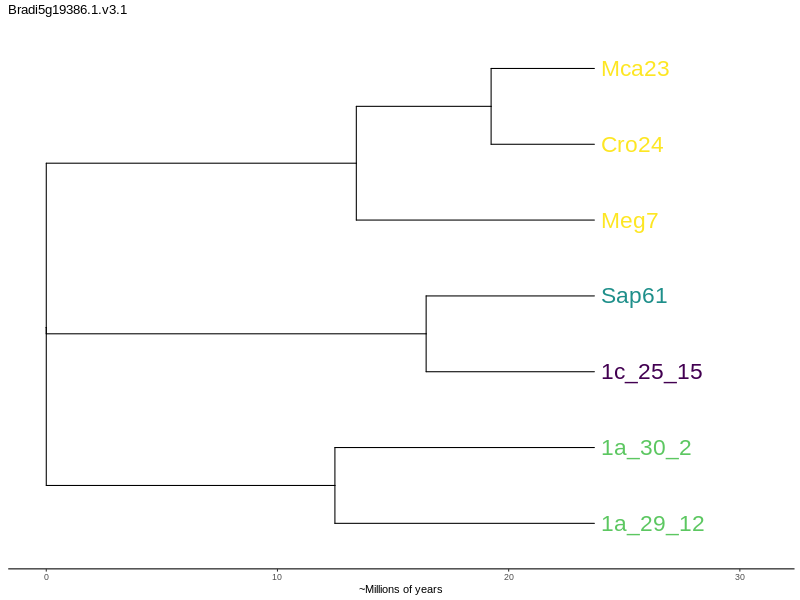 Bradi5g19386.1.v3.1
Mca23
Cro24
Meg7
Sap61
1c_25_15
1a_30_2
1a_29_12
0 10 20 30
~Millions of years